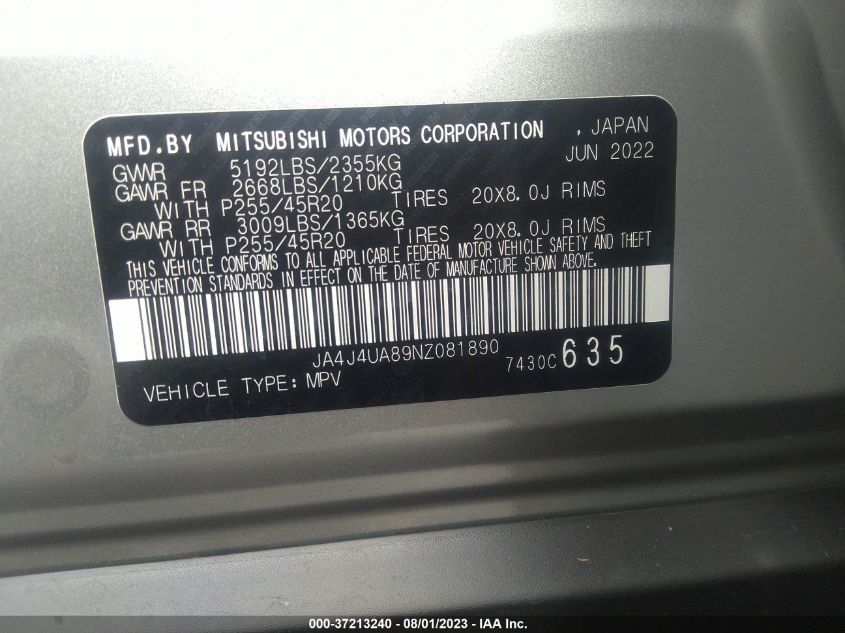 MFD.BY MITSUBISHI MOTORS CORPORATION , JAPAN
GVWR 5192LBS/2355KG JUN 2022
GAWR FR 2668LBS/1210KG
WITH P255/45R20 TIRES 20X8.0J RIMS
GAWR RR 3009LBS/1365KG
WITH P255/45R20 TIRES 20X8.0J RIMS
THIS VEHICLE CONFORMS TO ALL APPLICABLE FEDERAL MOTOR VEHICLE SAFETY AND THEFT
PREVENTION STANDARDS IN EFFECT ON THE DATE OF MANUFACTURE SHOWN ABOVE.
JA4J4UA89NZ081890
7430C 635
VEHICLE TYPE: MPV
000-37213240 - 08/01/2023 - IAA Inc.